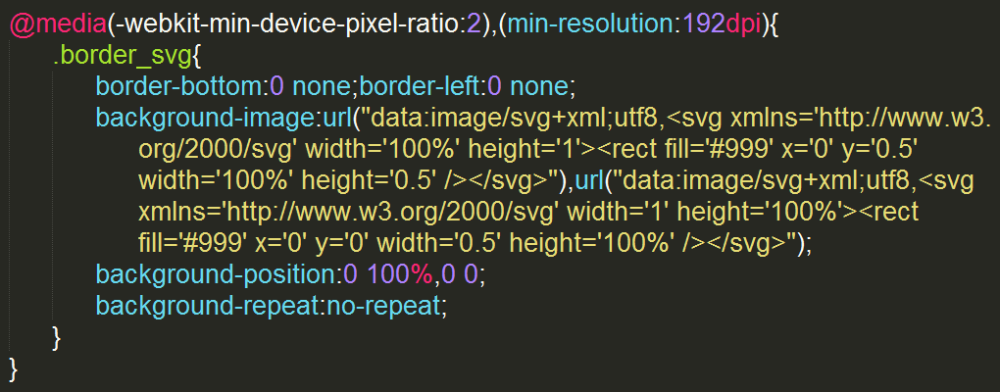 @media(-webkit-min-device-pixel-ratio:2),(min-resolution:192dpi){
.border_svg{
border-bottom:0 none;border-left:0 none;
background-image:url("data:image/svg+xml;utf8,<svg xmlns='http://www.w3.
org/2000/svg' width='100%' height='1'><rect fill='#999' x='0' y='0.5'
width='100%' height='0.5' /></svg>"),url("data:image/svg+xml;utf8,<svg
xmlns='http://www.w3.org/2000/svg' width='1' height='100%'><rect
fill='#999' x='0' y='0' width='0.5' height='100%' /></svg>");
background-position:0 100%,0 0;
background-repeat:no-repeat;
}
}